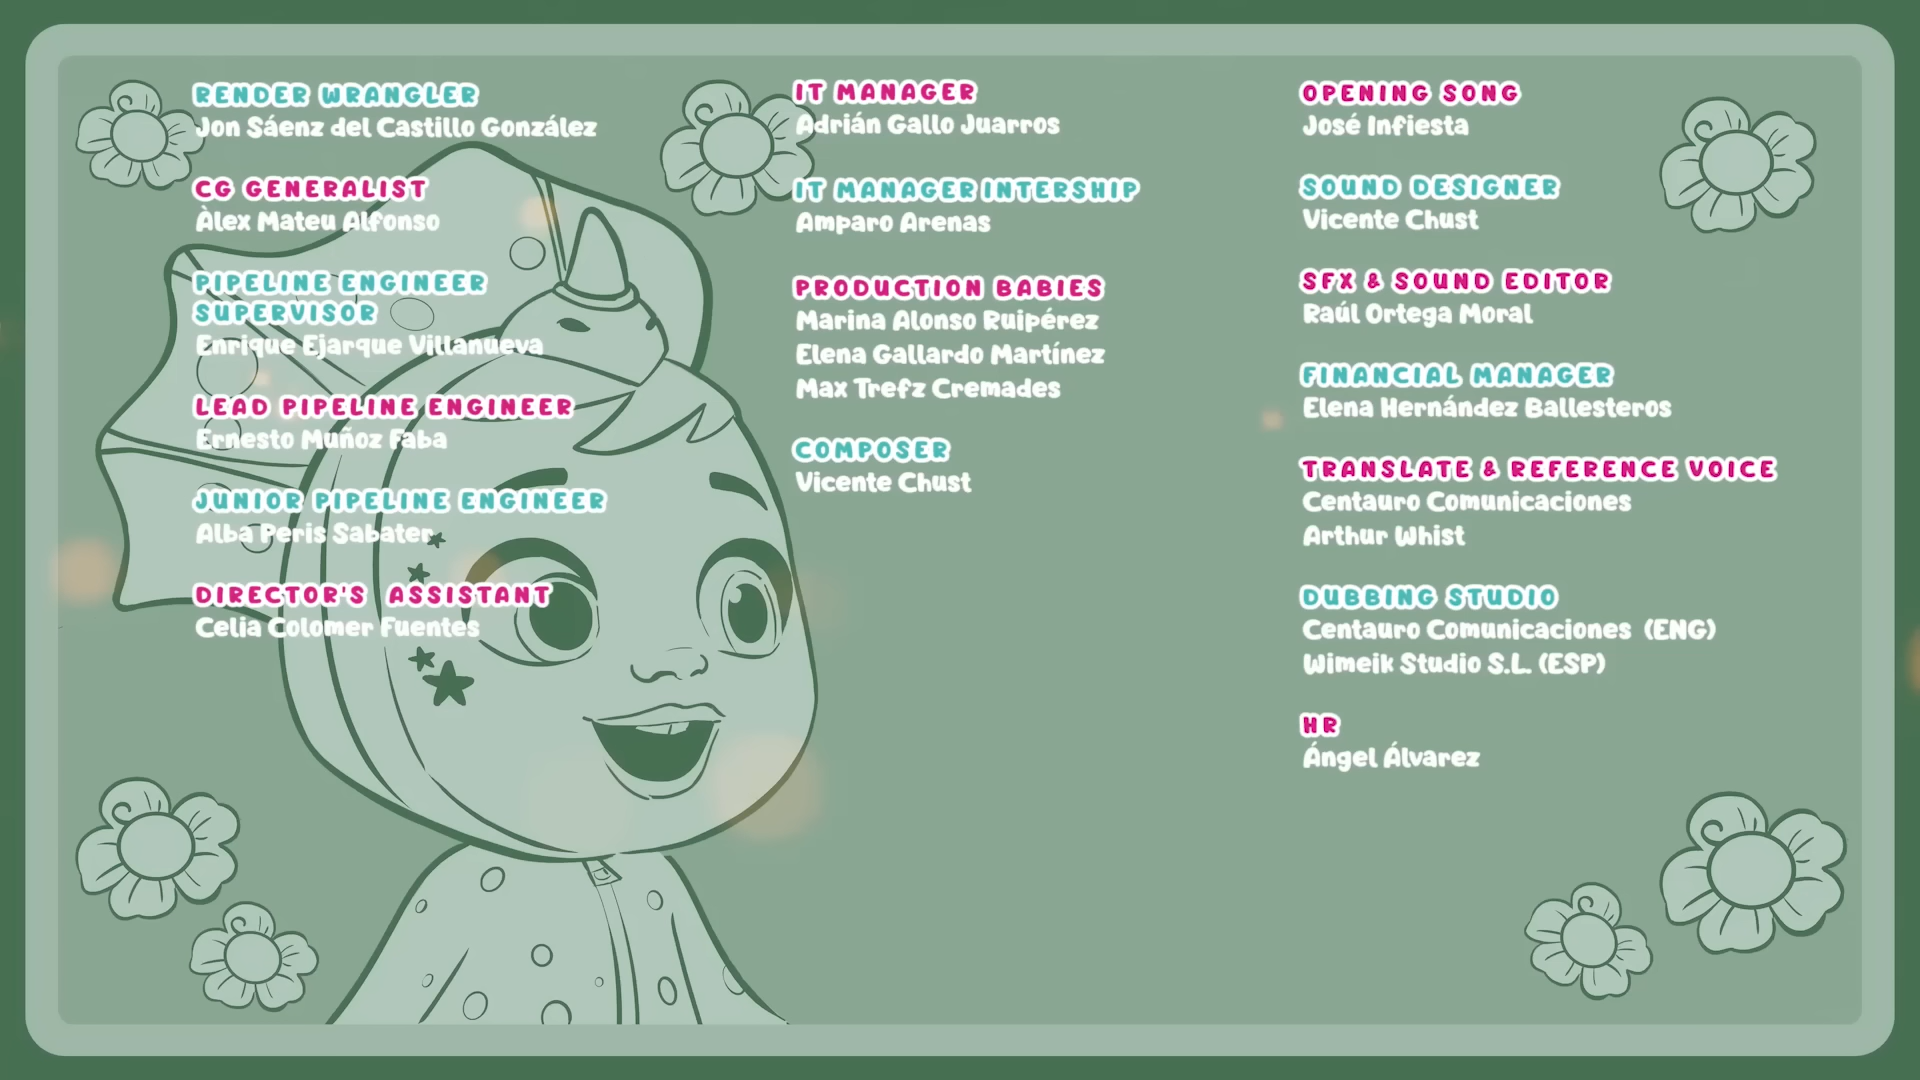 RENDER WRANGLER
Jon Sáenz del Castillo González
CG GENERALIST
Àlex Mateu Alfonso
PIPELINE ENGINEER
SUPERVISOR
Enrique Ejarque Villanueva
LEAD PIPELINE ENGINEER
Ernesto Muñoz Faba
JUNIOR PIPELINE ENGINEER
Alba Peris Sabater
DIRECTOR'S ASSISTANT
Celia Colomer Fuentes
IT MANAGER
Adrián Gallo Juarros
IT MANAGER INTERSHIP
Amparo Arenas
PRODUCTION BABIES
Marina Alonso Ruipérez
Elena Gallardo Martínez
Max Trefz Cremades
COMPOSER
Vicente Chust
OPENING SONG
José Infiesta
SOUND DESIGNER
Vicente Chust
SFX & SOUND EDITOR
Raúl Ortega Moral
FINANCIAL MANAGER
Elena Hernández Ballesteros
TRANSLATE & REFERENCE VOICE
Centauro Comunicaciones
Arthur Whist
DUBBING STUDIO
Centauro Comunicaciones (ENG)
Wimeik Studio S.L. (ESP)
HR
Ángel Álvarez